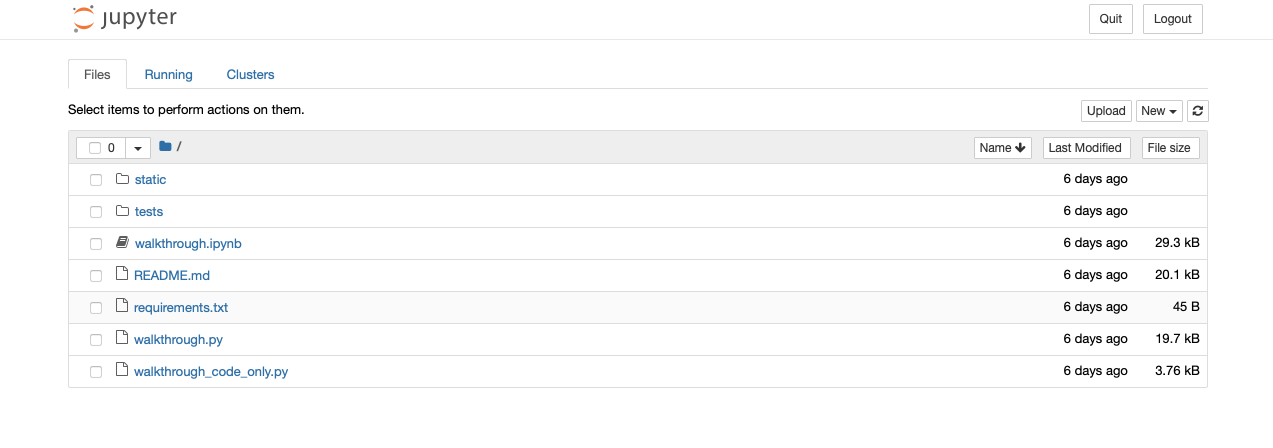 jupyter Quit Logout
Files Running Clusters
Select items to perform actions on them. Upload New
0 / Name Last Modified File size
static 6 days ago
tests 6 days ago
walkthrough.ipynb 6 days ago 29.3 kB
README.md 6 days ago 20.1 kB
requirements.txt 6 days ago 45 B
walkthrough.py 6 days ago 19.7 kB
walkthrough_code_only.py 6 days ago 3.76 kB